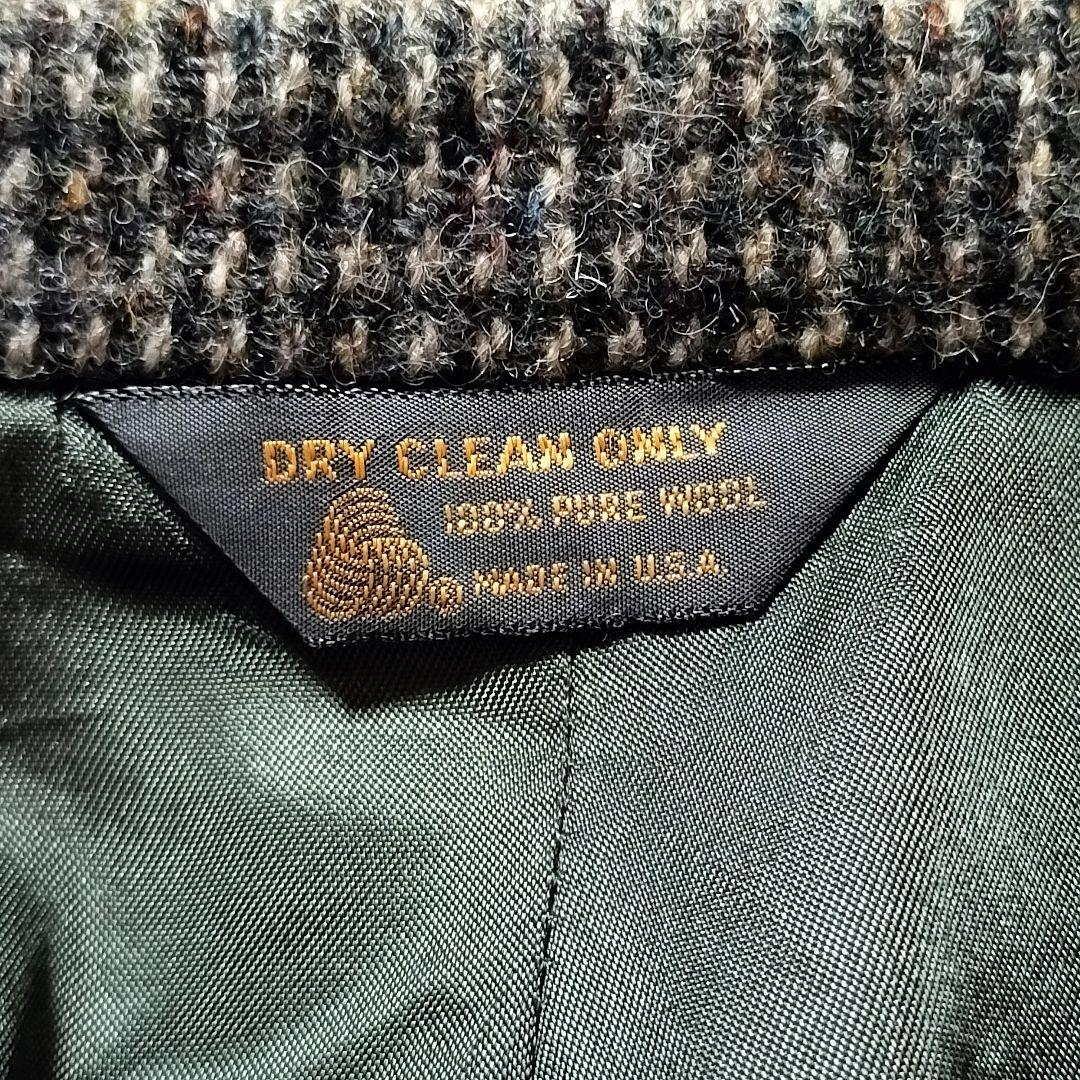 DRY CLEAN ONLY
100% PURE WOOL
® MADE IN U.S.A